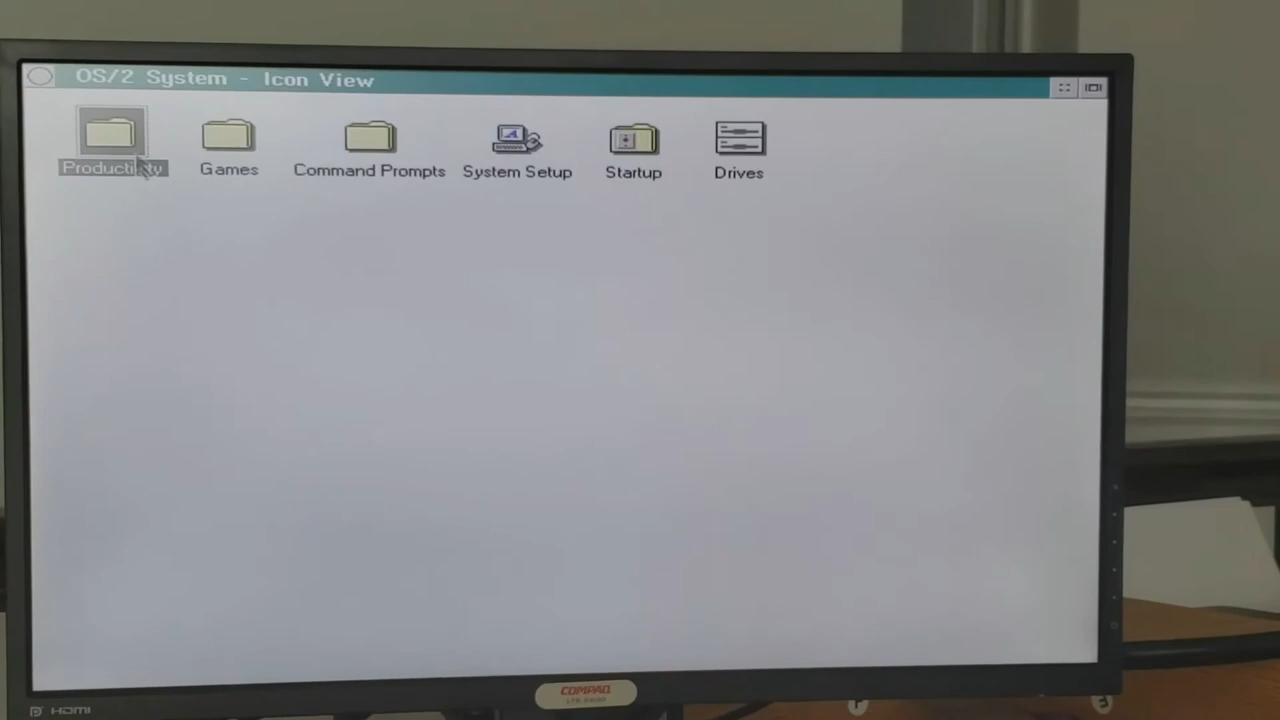 OS/2 System - Icon View
Productivity
Games
Command Prompts
System Setup
Startup
Drives
COMPAQ
HDMI